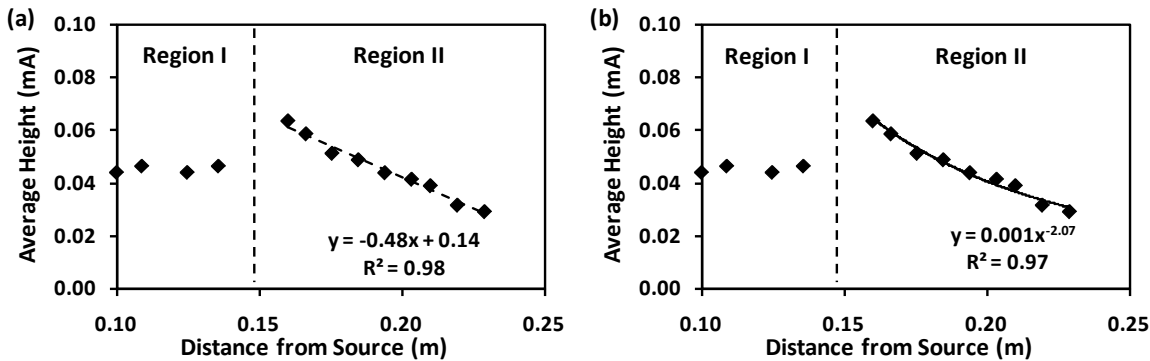 (a)
Average Height (mA)
0.10
0.08
0.06
0.04
0.02
0.00
Region I
Region II
y = -0.48x + 0.14
R² = 0.98
0.10 0.15 0.20 0.25
Distance from Source (m)
(b)
Average Height (mA)
0.10
0.08
0.06
0.04
0.02
0.00
Region I
Region II
y = 0.001x⁻²·⁰⁷
R² = 0.97
0.10 0.15 0.20 0.25
Distance from Source (m)